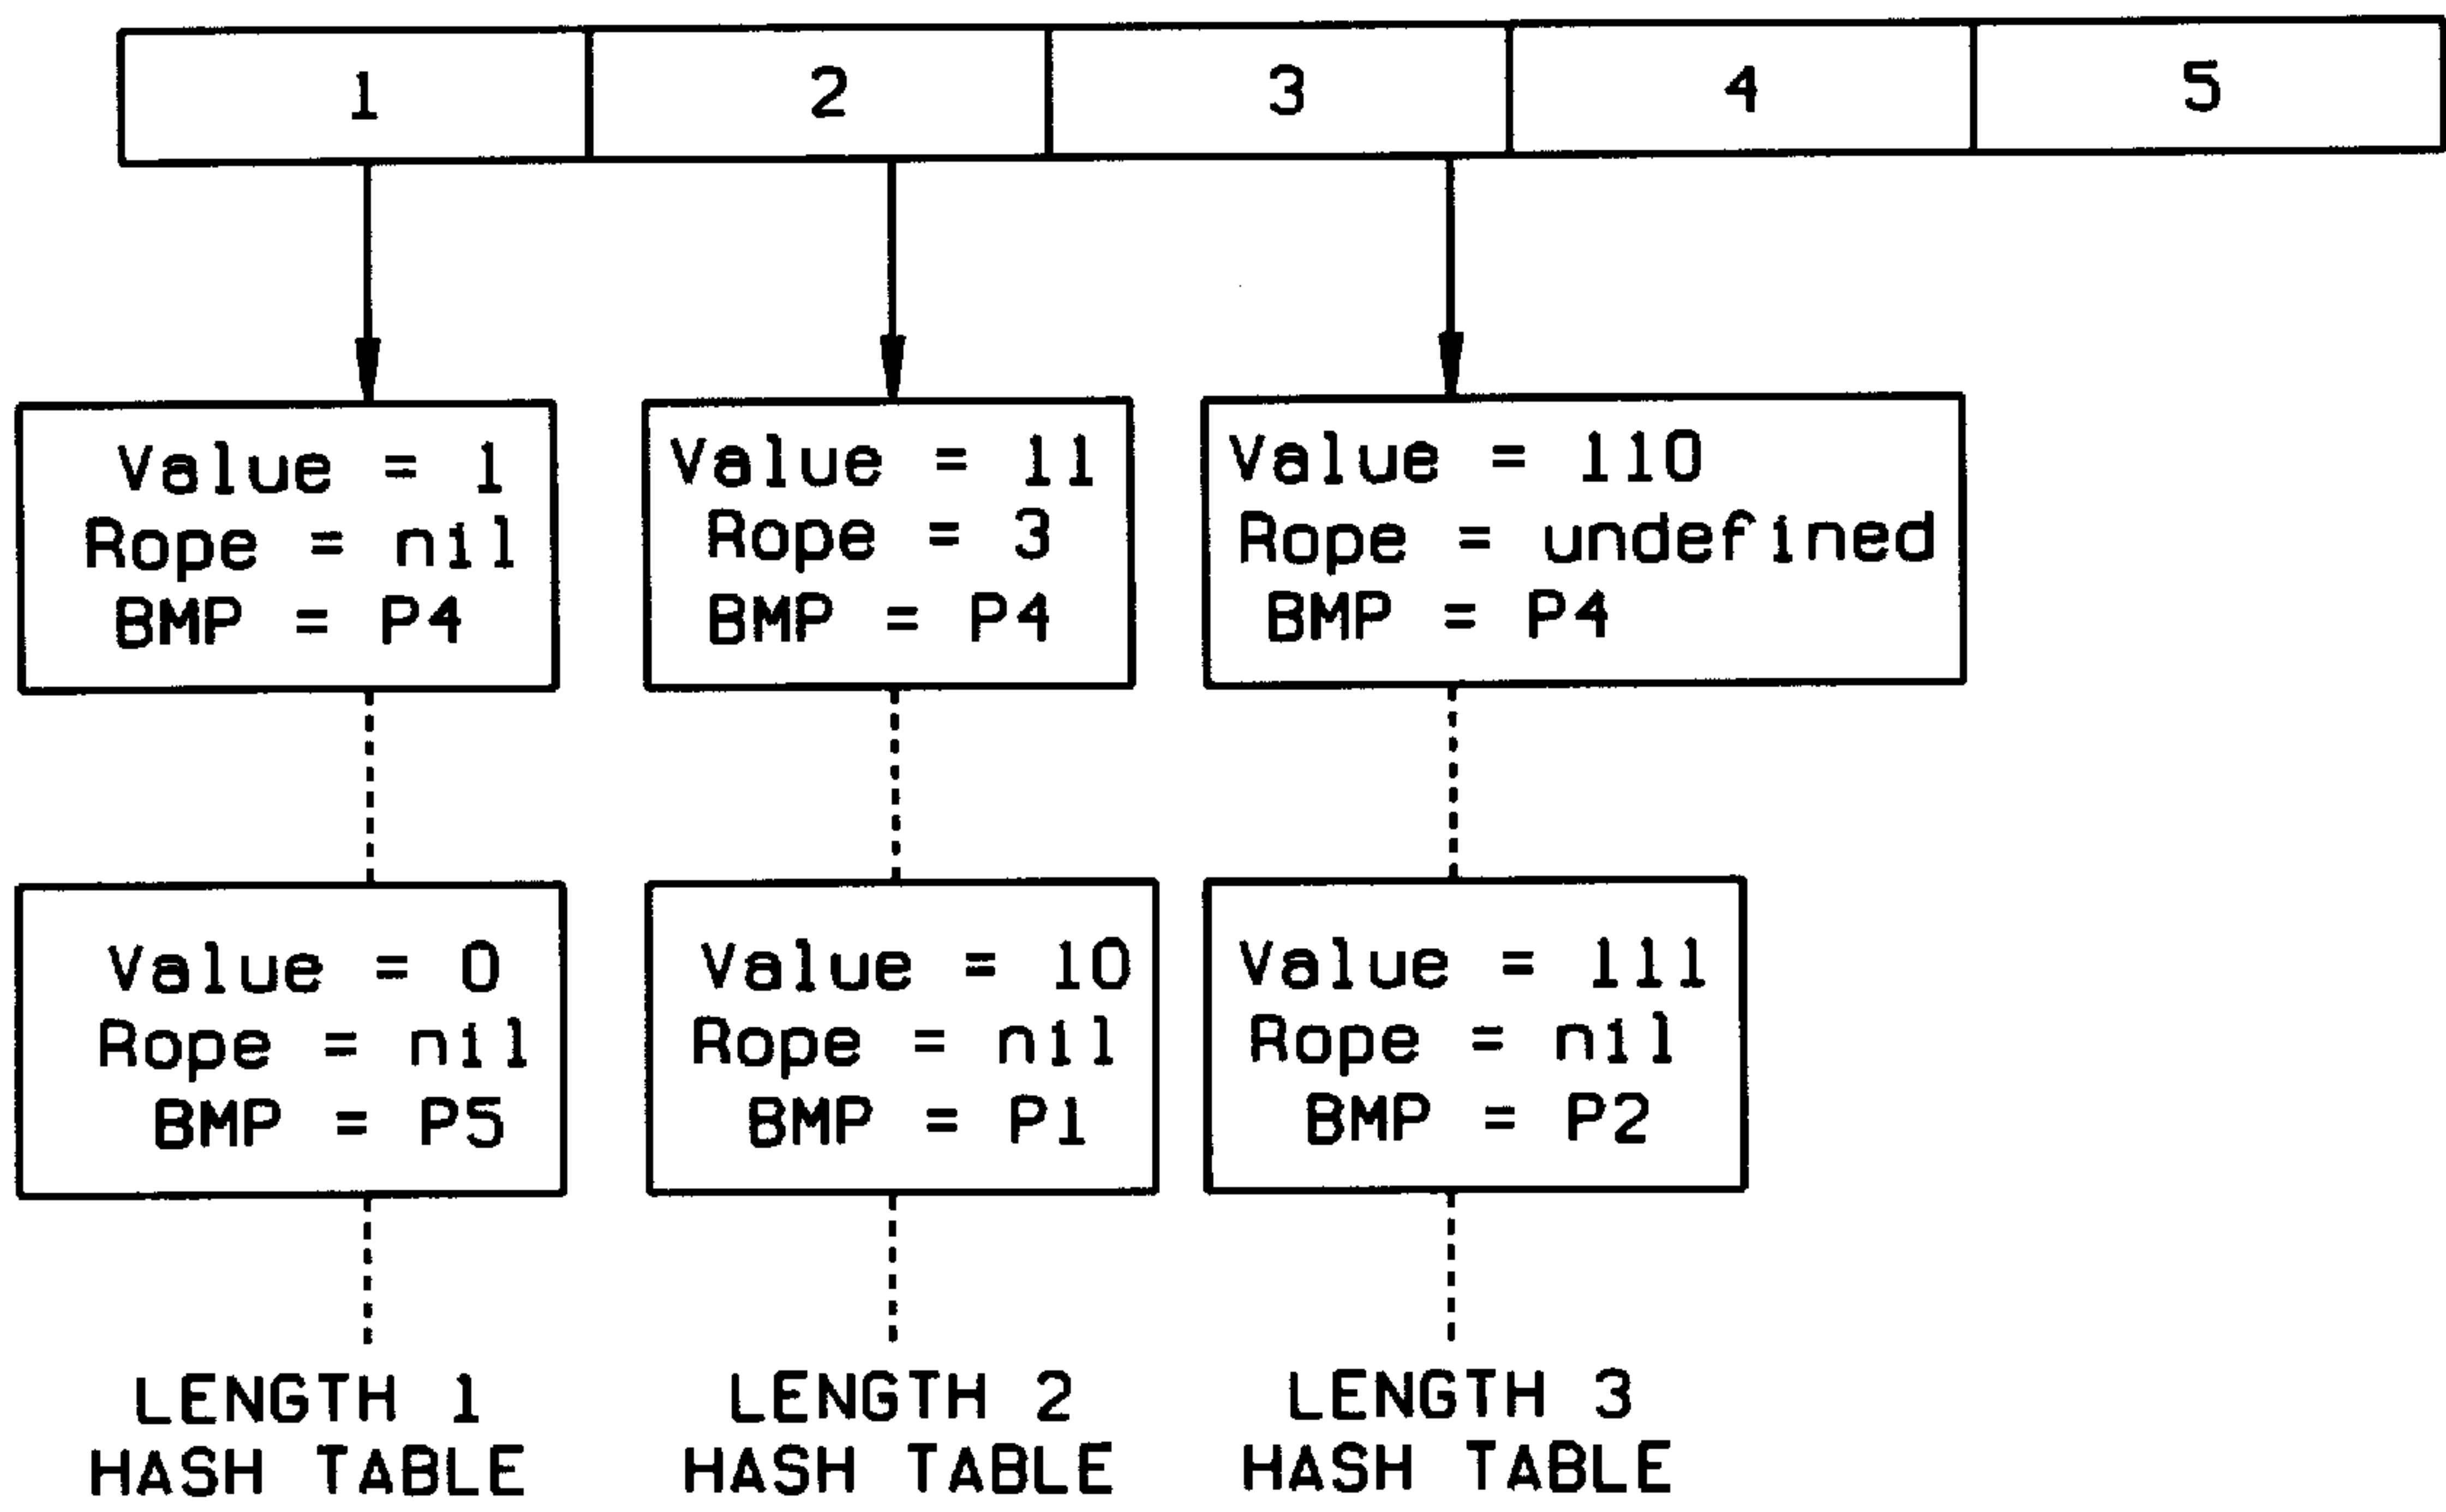 1 2 3 4 5
Value = 1
Rope = nil
BMP = P4
Value = 11
Rope = 3
BMP = P4
Value = 110
Rope = undefined
BMP = P4
Value = 0
Rope = nil
BMP = P5
Value = 10
Rope = nil
BMP = P1
Value = 111
Rope = nil
BMP = P2
LENGTH 1
HASH TABLE
LENGTH 2
HASH TABLE
LENGTH 3
HASH TABLE